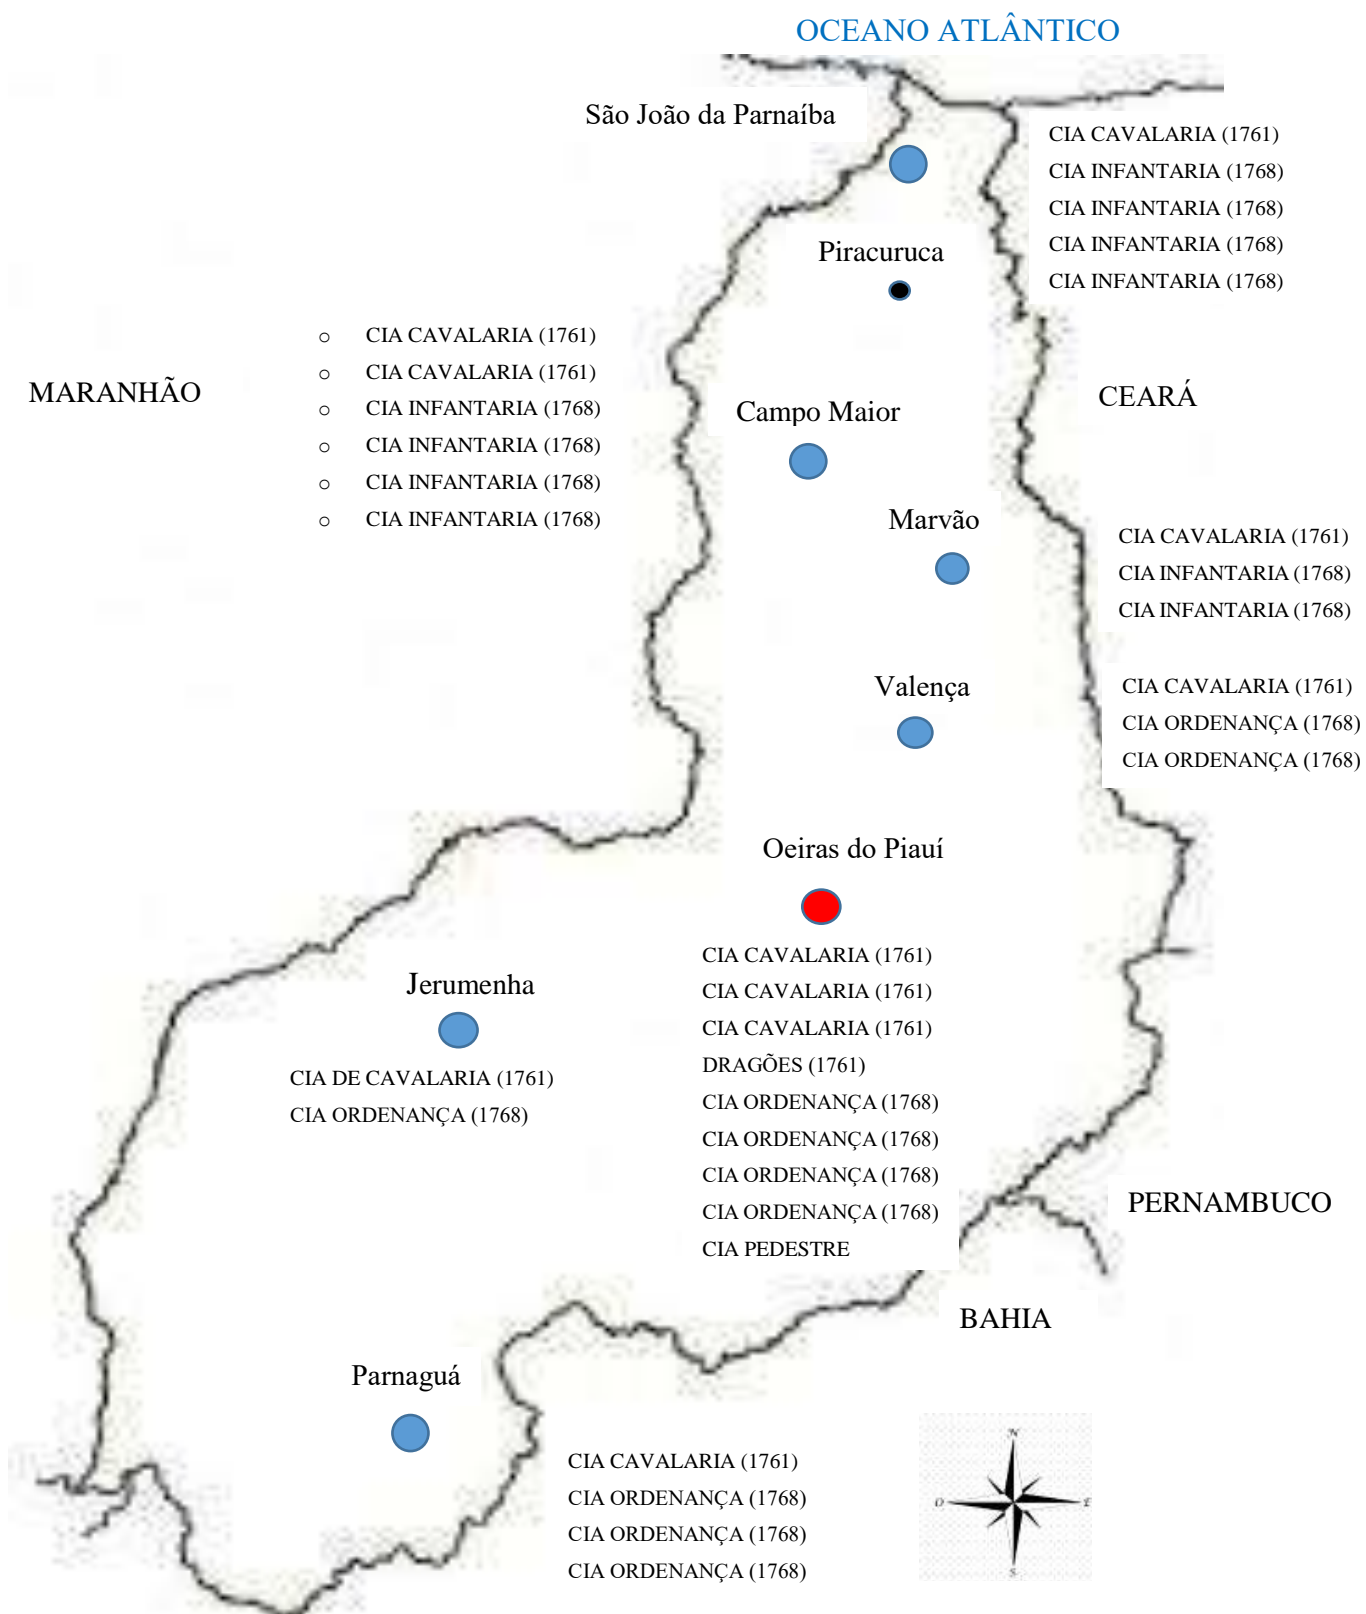 OCEANO ATLÂNTICO
São João da Parnaíba
CIA CAVALARIA (1761)
CIA INFANTARIA (1768)
CIA INFANTARIA (1768)
CIA INFANTARIA (1768)
CIA INFANTARIA (1768)
Piracuruca
MARANHÃO
o CIA CAVALARIA (1761)
o CIA CAVALARIA (1761)
o CIA INFANTARIA (1768)
o CIA INFANTARIA (1768)
o CIA INFANTARIA (1768)
o CIA INFANTARIA (1768)
CEARÁ
Campo Maior
Marvão
CIA CAVALARIA (1761)
CIA INFANTARIA (1768)
CIA INFANTARIA (1768)
Valença
CIA CAVALARIA (1761)
CIA ORDENANÇA (1768)
CIA ORDENANÇA (1768)
Oeiras do Piauí
CIA CAVALARIA (1761)
CIA CAVALARIA (1761)
CIA CAVALARIA (1761)
DRAGÕES (1761)
CIA ORDENANÇA (1768)
CIA ORDENANÇA (1768)
CIA ORDENANÇA (1768)
CIA ORDENANÇA (1768)
CIA PEDESTRE
Jerumenha
CIA DE CAVALARIA (1761)
CIA ORDENANÇA (1768)
PERNAMBUCO
BAHIA
Parnaguá
CIA CAVALARIA (1761)
CIA ORDENANÇA (1768)
CIA ORDENANÇA (1768)
CIA ORDENANÇA (1768)
N
O E
S